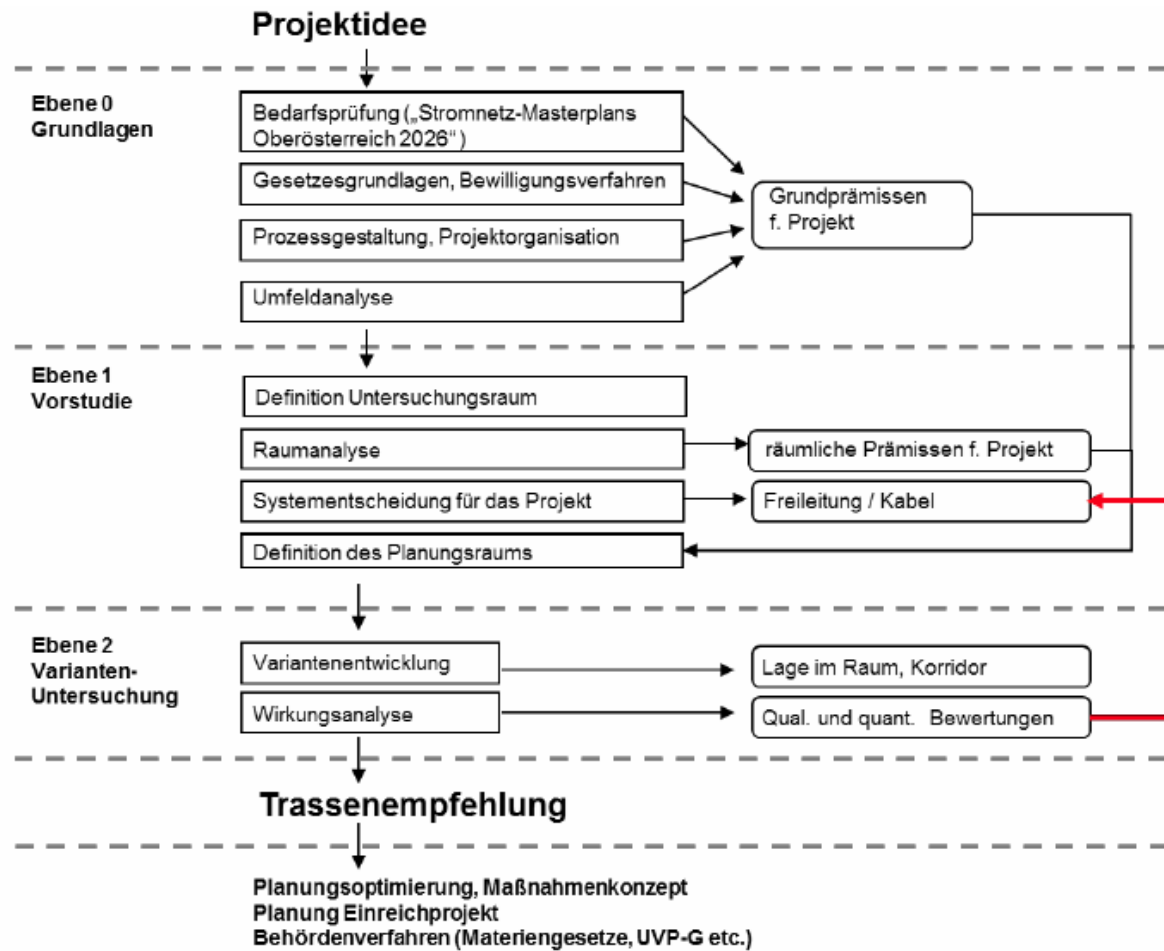 Projektidee
Ebene 0
Grundlagen
Bedarfsprüfung („Stromnetz-Masterplans
Oberösterreich 2026“)
Gesetzesgrundlagen, Bewilligungsverfahren
Prozessgestaltung, Projektorganisation
Umfeldanalyse
Grundprämissen
f. Projekt
Ebene 1
Vorstudie
Definition Untersuchungsraum
Raumanalyse
räumliche Prämissen f. Projekt
Systementscheidung für das Projekt
Freileitung / Kabel
Definition des Planungsraums
Ebene 2
Varianten-
Untersuchung
Variantenentwicklung
Lage im Raum, Korridor
Wirkungsanalyse
Qual. und quant. Bewertungen
Trassenempfehlung
Planungsoptimierung, Maßnahmenkonzept
Planung Einreichprojekt
Behördenverfahren (Materiengesetze, UVP-G etc.)